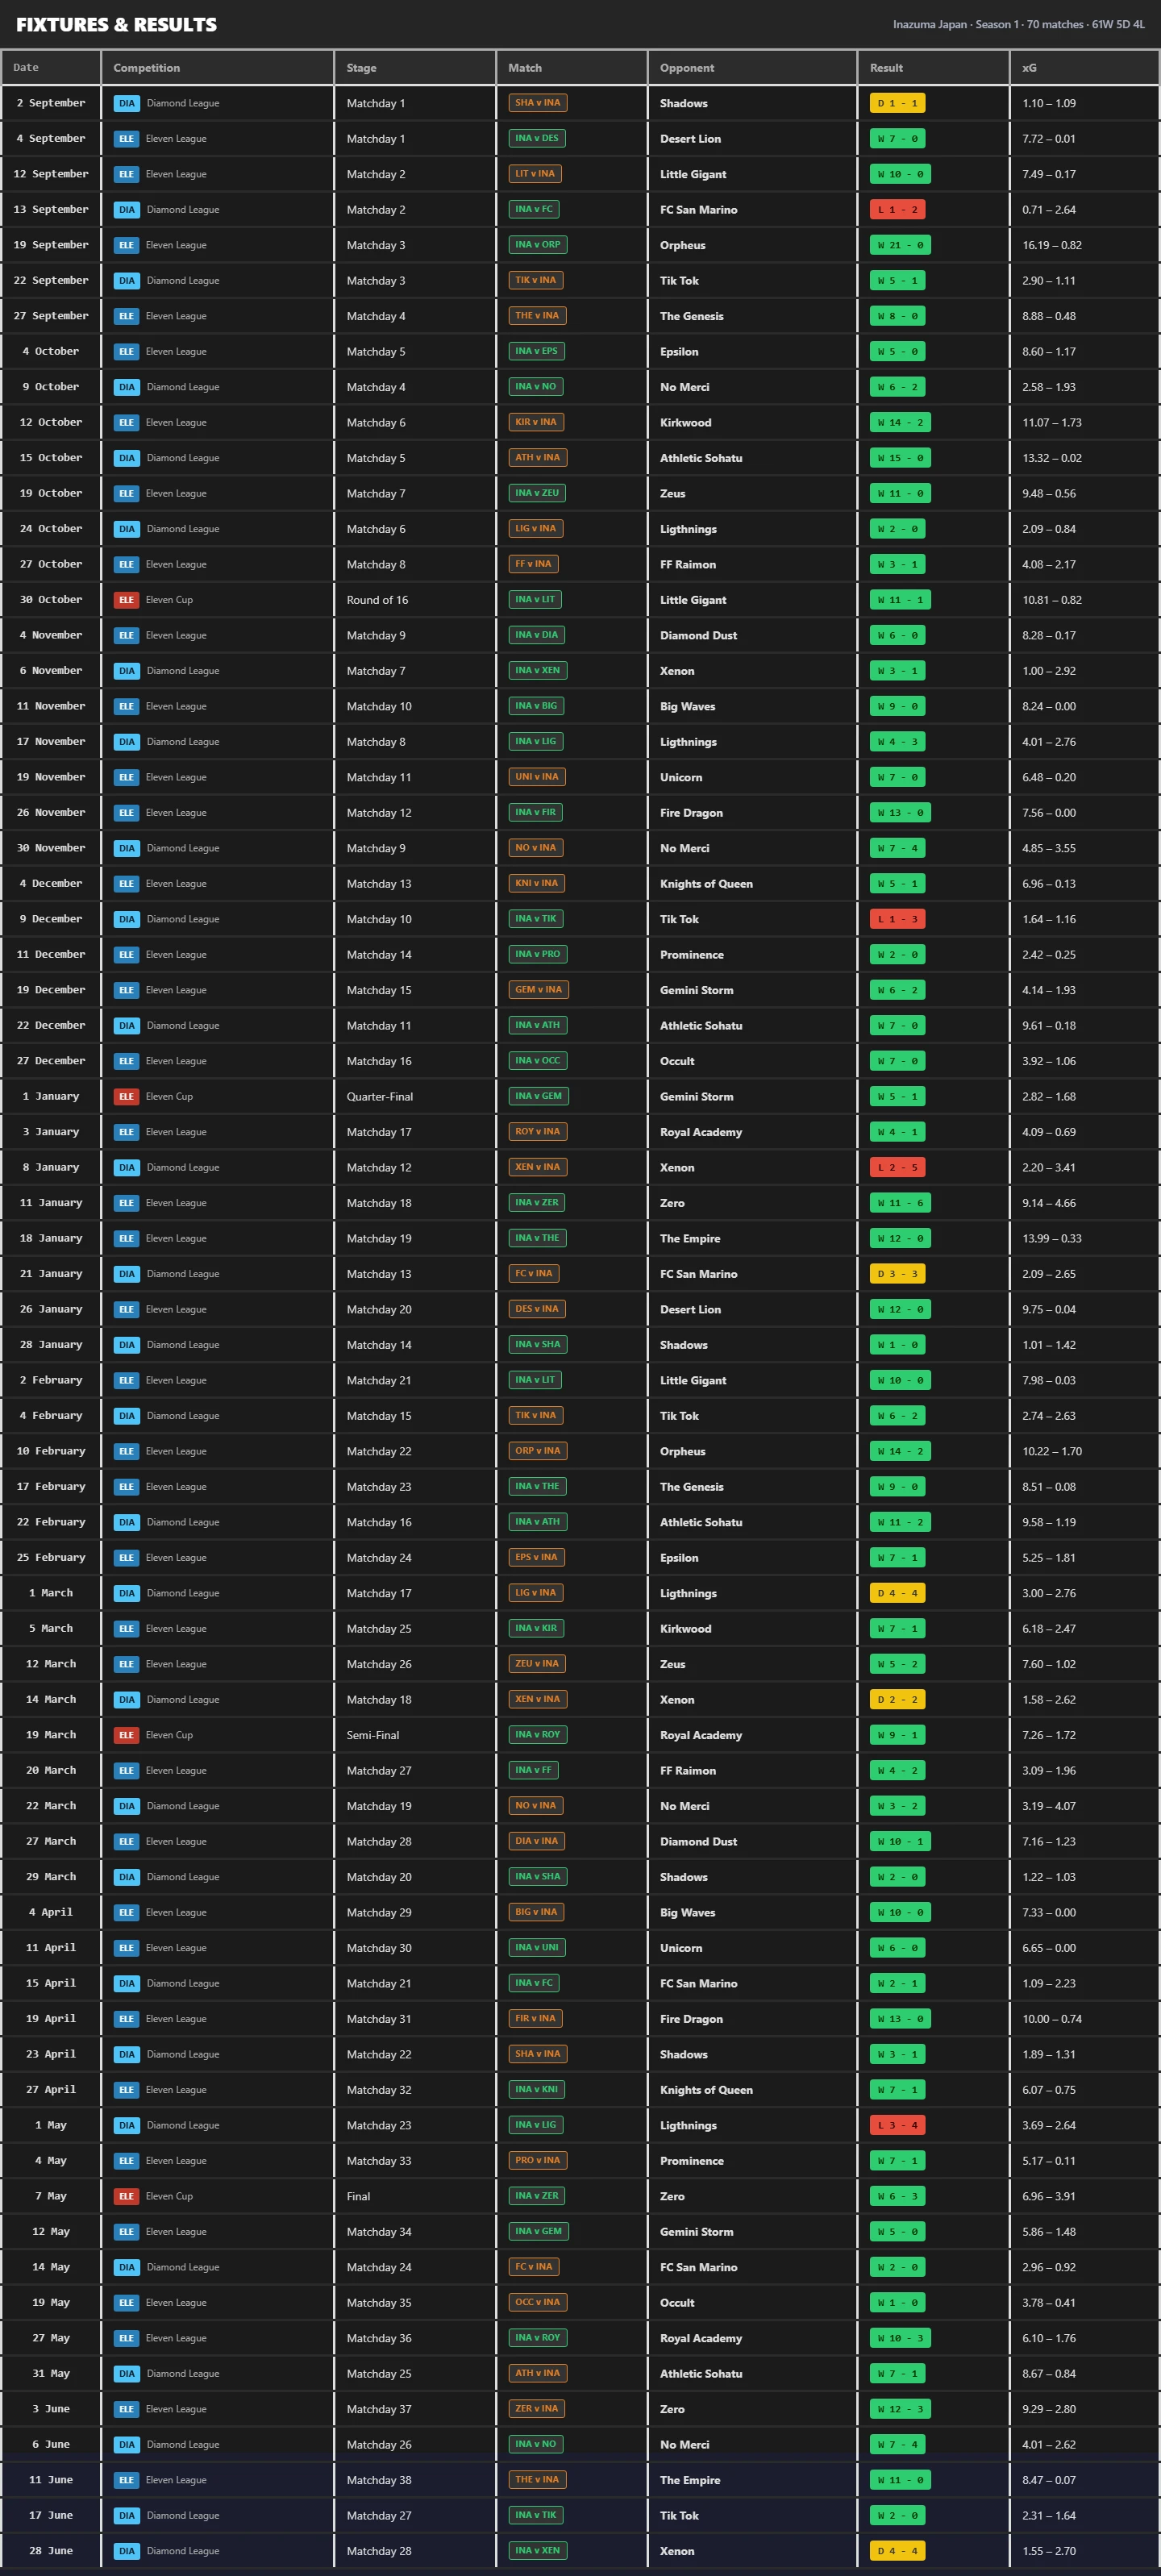 FIXTURES & RESULTS
Inazuma Japan · Season 1 · 70 matches · 61W 5D 4L
Date Competition Stage Match Opponent Result xG
2 September DIA Diamond League Matchday 1 SHA v INA Shadows D 1 - 1 1.10 – 1.09
4 September ELE Eleven League Matchday 1 INA v DES Desert Lion W 7 - 0 7.72 – 0.01
12 September ELE Eleven League Matchday 2 LIT v INA Little Gigant W 10 - 0 7.49 – 0.17
13 September DIA Diamond League Matchday 2 INA v FC FC San Marino L 1 - 2 0.71 – 2.64
19 September ELE Eleven League Matchday 3 INA v ORP Orpheus W 21 - 0 16.19 – 0.82
22 September DIA Diamond League Matchday 3 TIK v INA Tik Tok W 5 - 1 2.90 – 1.11
27 September ELE Eleven League Matchday 4 THE v INA The Genesis W 8 - 0 8.88 – 0.48
4 October ELE Eleven League Matchday 5 INA v EPS Epsilon W 5 - 0 8.60 – 1.17
9 October DIA Diamond League Matchday 4 INA v NO No Merci W 6 - 2 2.58 – 1.93
12 October ELE Eleven League Matchday 6 KIR v INA Kirkwood W 14 - 2 11.07 – 1.73
15 October DIA Diamond League Matchday 5 ATH v INA Athletic Sohatu W 15 - 0 13.32 – 0.02
19 October ELE Eleven League Matchday 7 INA v ZEU Zeus W 11 - 0 9.48 – 0.56
24 October DIA Diamond League Matchday 6 LIG v INA Ligthnings W 2 - 0 2.09 – 0.84
27 October ELE Eleven League Matchday 8 FF v INA FF Raimon W 3 - 1 4.08 – 2.17
30 October ELE Eleven Cup Round of 16 INA v LIT Little Gigant W 11 - 1 10.81 – 0.82
4 November ELE Eleven League Matchday 9 INA v DIA Diamond Dust W 6 - 0 8.28 – 0.17
6 November DIA Diamond League Matchday 7 INA v XEN Xenon W 3 - 1 1.00 – 2.92
11 November ELE Eleven League Matchday 10 INA v BIG Big Waves W 9 - 0 8.24 – 0.00
17 November DIA Diamond League Matchday 8 INA v LIG Ligthnings W 4 - 3 4.01 – 2.76
19 November ELE Eleven League Matchday 11 UNI v INA Unicorn W 7 - 0 6.48 – 0.20
26 November ELE Eleven League Matchday 12 INA v FIR Fire Dragon W 13 - 0 7.56 – 0.00
30 November DIA Diamond League Matchday 9 NO v INA No Merci W 7 - 4 4.85 – 3.55
4 December ELE Eleven League Matchday 13 KNI v INA Knights of Queen W 5 - 1 6.96 – 0.13
9 December DIA Diamond League Matchday 10 INA v TIK Tik Tok L 1 - 3 1.64 – 1.16
11 December ELE Eleven League Matchday 14 INA v PRO Prominence W 2 - 0 2.42 – 0.25
19 December ELE Eleven League Matchday 15 GEM v INA Gemini Storm W 6 - 2 4.14 – 1.93
22 December DIA Diamond League Matchday 11 INA v ATH Athletic Sohatu W 7 - 0 9.61 – 0.18
27 December ELE Eleven League Matchday 16 INA v OCC Occult W 7 - 0 3.92 – 1.06
1 January ELE Eleven Cup Quarter-Final INA v GEM Gemini Storm W 5 - 1 2.82 – 1.68
3 January ELE Eleven League Matchday 17 ROY v INA Royal Academy W 4 - 1 4.09 – 0.69
8 January DIA Diamond League Matchday 12 XEN v INA Xenon L 2 - 5 2.20 – 3.41
11 January ELE Eleven League Matchday 18 INA v ZER Zero W 11 - 6 9.14 – 4.66
18 January ELE Eleven League Matchday 19 INA v THE The Empire W 12 - 0 13.99 – 0.33
21 January DIA Diamond League Matchday 13 FC v INA FC San Marino D 3 - 3 2.09 – 2.65
26 January ELE Eleven League Matchday 20 DES v INA Desert Lion W 12 - 0 9.75 – 0.04
28 January DIA Diamond League Matchday 14 INA v SHA Shadows W 1 - 0 1.01 – 1.42
2 February ELE Eleven League Matchday 21 INA v LIT Little Gigant W 10 - 0 7.98 – 0.03
4 February DIA Diamond League Matchday 15 TIK v INA Tik Tok W 6 - 2 2.74 – 2.63
10 February ELE Eleven League Matchday 22 ORP v INA Orpheus W 14 - 2 10.22 – 1.70
17 February ELE Eleven League Matchday 23 INA v THE The Genesis W 9 - 0 8.51 – 0.08
22 February DIA Diamond League Matchday 16 INA v ATH Athletic Sohatu W 11 - 2 9.58 – 1.19
25 February ELE Eleven League Matchday 24 EPS v INA Epsilon W 7 - 1 5.25 – 1.81
1 March DIA Diamond League Matchday 17 LIG v INA Ligthnings D 4 - 4 3.00 – 2.76
5 March ELE Eleven League Matchday 25 INA v KIR Kirkwood W 7 - 1 6.18 – 2.47
12 March ELE Eleven League Matchday 26 ZEU v INA Zeus W 5 - 2 7.60 – 1.02
14 March DIA Diamond League Matchday 18 XEN v INA Xenon D 2 - 2 1.58 – 2.62
19 March ELE Eleven Cup Semi-Final INA v ROY Royal Academy W 9 - 1 7.26 – 1.72
20 March ELE Eleven League Matchday 27 INA v FF FF Raimon W 4 - 2 3.09 – 1.96
22 March DIA Diamond League Matchday 19 NO v INA No Merci W 3 - 2 3.19 – 4.07
27 March ELE Eleven League Matchday 28 DIA v INA Diamond Dust W 10 - 1 7.16 – 1.23
29 March DIA Diamond League Matchday 20 INA v SHA Shadows W 2 - 0 1.22 – 1.03
4 April ELE Eleven League Matchday 29 BIG v INA Big Waves W 10 - 0 7.33 – 0.00
11 April ELE Eleven League Matchday 30 INA v UNI Unicorn W 6 - 0 6.65 – 0.00
15 April DIA Diamond League Matchday 21 INA v FC FC San Marino W 2 - 1 1.09 – 2.23
19 April ELE Eleven League Matchday 31 FIR v INA Fire Dragon W 13 - 0 10.00 – 0.74
23 April DIA Diamond League Matchday 22 SHA v INA Shadows W 3 - 1 1.89 – 1.31
27 April ELE Eleven League Matchday 32 INA v KNI Knights of Queen W 7 - 1 6.07 – 0.75
1 May DIA Diamond League Matchday 23 INA v LIG Ligthnings L 3 - 4 3.69 – 2.64
4 May ELE Eleven League Matchday 33 PRO v INA Prominence W 7 - 1 5.17 – 0.11
7 May ELE Eleven Cup Final INA v ZER Zero W 6 - 3 6.96 – 3.91
12 May ELE Eleven League Matchday 34 INA v GEM Gemini Storm W 5 - 0 5.86 – 1.48
14 May DIA Diamond League Matchday 24 FC v INA FC San Marino W 2 - 0 2.96 – 0.92
19 May ELE Eleven League Matchday 35 OCC v INA Occult W 1 - 0 3.78 – 0.41
27 May ELE Eleven League Matchday 36 INA v ROY Royal Academy W 10 - 3 6.10 – 1.76
31 May DIA Diamond League Matchday 25 ATH v INA Athletic Sohatu W 7 - 1 8.67 – 0.84
3 June ELE Eleven League Matchday 37 ZER v INA Zero W 12 - 3 9.29 – 2.80
6 June DIA Diamond League Matchday 26 INA v NO No Merci W 7 - 4 4.01 – 2.62
11 June ELE Eleven League Matchday 38 THE v INA The Empire W 11 - 0 8.47 – 0.07
17 June DIA Diamond League Matchday 27 INA v TIK Tik Tok W 2 - 0 2.31 – 1.64
28 June DIA Diamond League Matchday 28 INA v XEN Xenon D 4 - 4 1.55 – 2.70